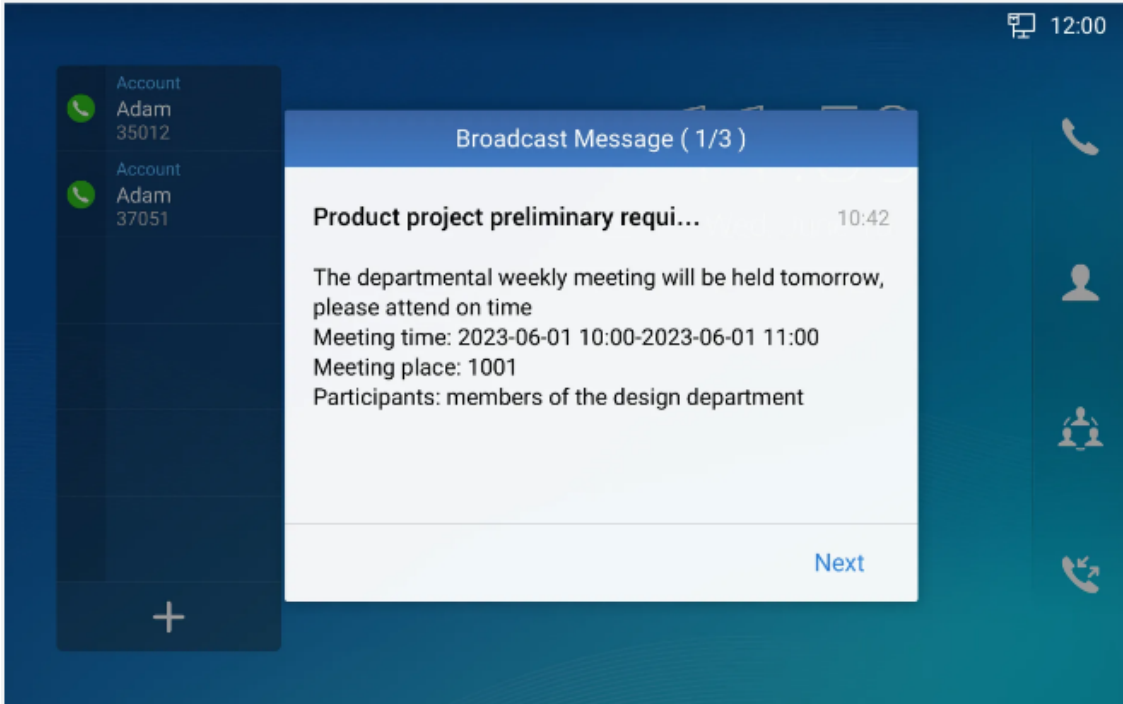 12:00
Account
Adam
35012
Account
Adam
37051
Broadcast Message ( 1/3 )
Product project preliminary requi...
10:42
The departmental weekly meeting will be held tomorrow,
please attend on time
Meeting time: 2023-06-01 10:00-2023-06-01 11:00
Meeting place: 1001
Participants: members of the design department
Next